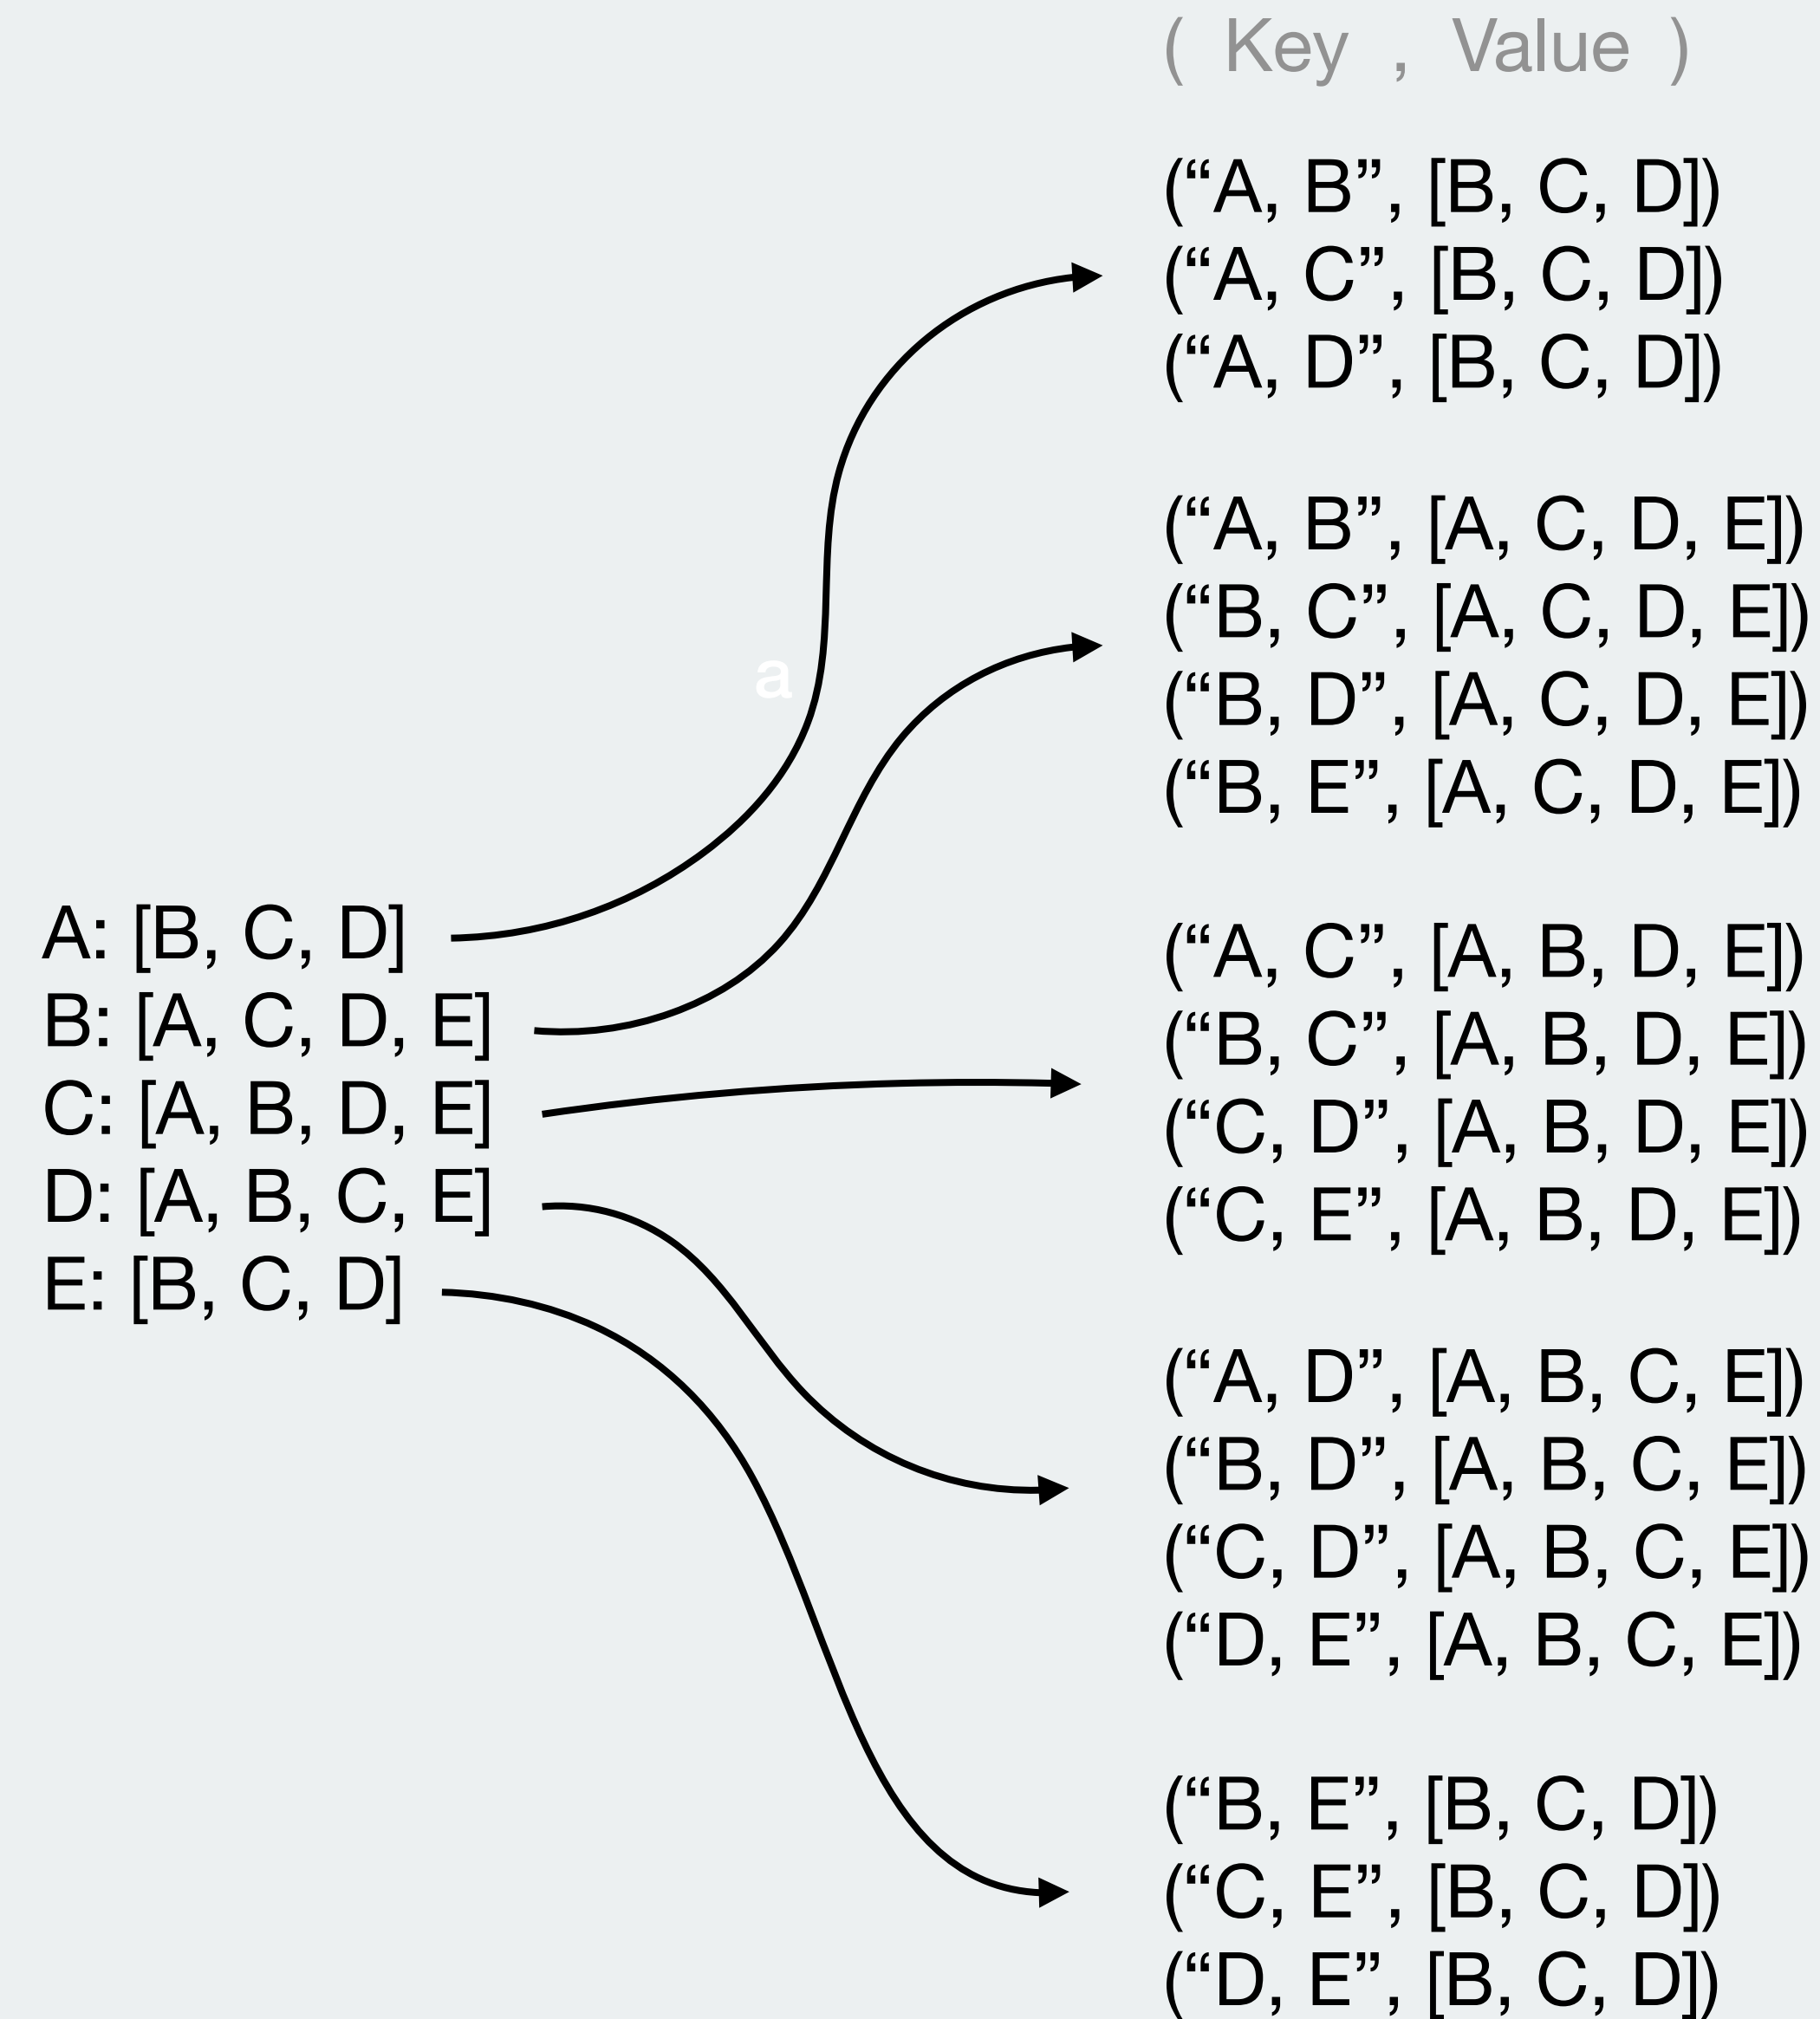 ( Key , Value )
(“A, B”, [B, C, D])
(“A, C”, [B, C, D])
(“A, D”, [B, C, D])
(“A, B”, [A, C, D, E])
(“B, C”, [A, C, D, E])
(“B, D”, [A, C, D, E])
(“B, E”, [A, C, D, E])
a
A: [B, C, D]
B: [A, C, D, E]
C: [A, B, D, E]
D: [A, B, C, E]
E: [B, C, D]
(“A, C”, [A, B, D, E])
(“B, C”, [A, B, D, E])
(“C, D”, [A, B, D, E])
(“C, E”, [A, B, D, E])
(“A, D”, [A, B, C, E])
(“B, D”, [A, B, C, E])
(“C, D”, [A, B, C, E])
(“D, E”, [A, B, C, E])
(“B, E”, [B, C, D])
(“C, E”, [B, C, D])
(“D, E”, [B, C, D])